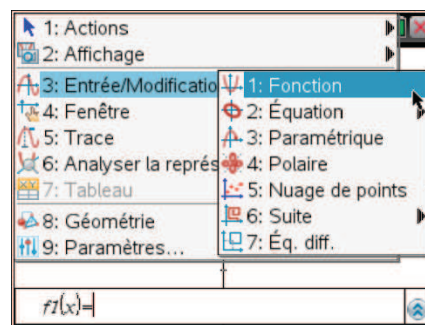 1: Actions
2: Affichage
3: Entrée/Modificatio
4: Fenêtre
5: Trace
6: Analyser la représ
7: Tableau
8: Géométrie
9: Paramètres...
1: Fonction
2: Équation
3: Paramétrique
4: Polaire
5: Nuage de points
6: Suite
7: Éq. diff.
f1(x)=